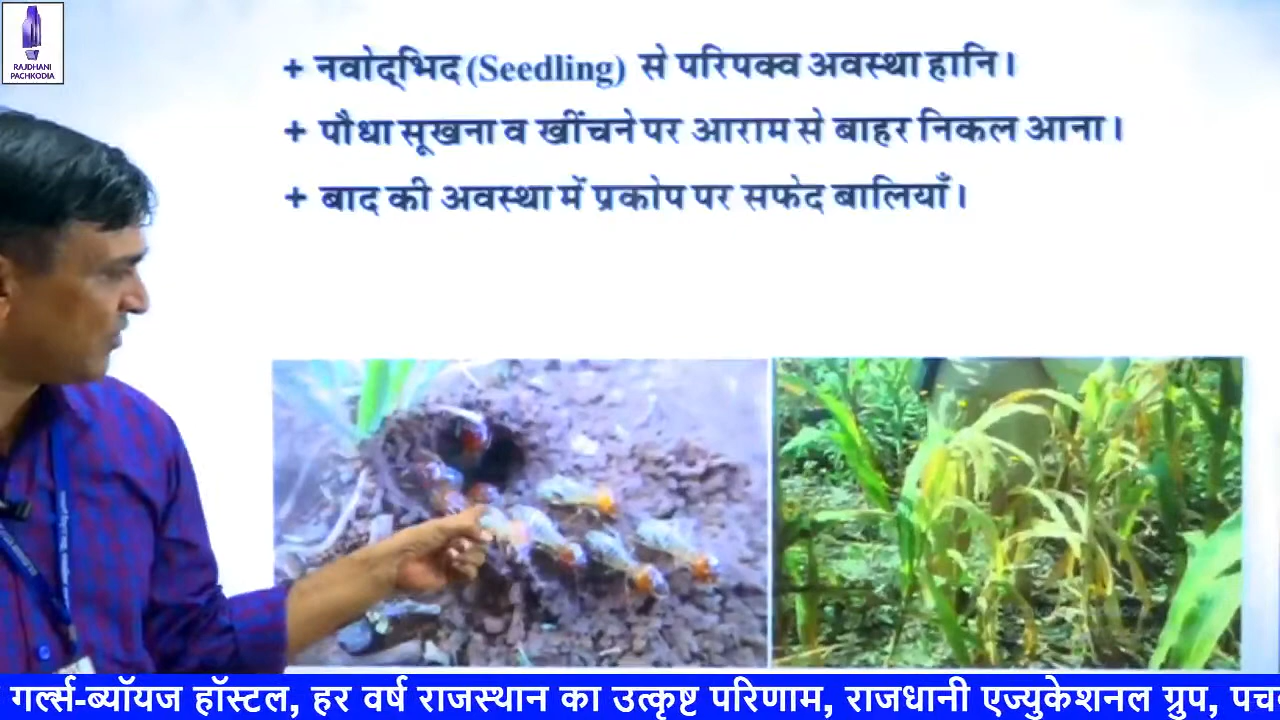 RAJDHANI
PACHKODIA
+ नवोद्भिद (Seedling) से परिपक्व अवस्था हानि।
+ पौधा सूखना व खींचने पर आराम से बाहर निकल आना।
+ बाद की अवस्था में प्रकोप पर सफेद बालियाँ।
गर्ल्स-ब्यॉयज हॉस्टल, हर वर्ष राजस्थान का उत्कृष्ट परिणाम, राजधानी एज्युकेशनल ग्रुप, पच